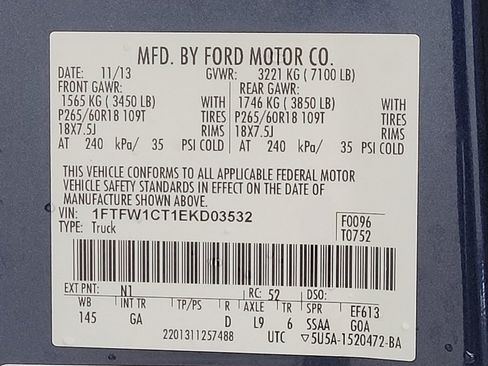 MFD. BY FORD MOTOR CO.
DATE: 11/13 GVWR: 3221 KG (7100 LB)
FRONT GAWR: REAR GAWR:
1565 KG (3450 LB) WITH 1746 KG (3850 LB) WITH
P265/60R18 109T TIRES P265/60R18 109T TIRES
18X7.5J RIMS 18X7.5J RIMS
AT 240 kPa/ 35 PSI COLD AT 240 kPa/ 35 PSI COLD
THIS VEHICLE CONFORMS TO ALL APPLICABLE FEDERAL MOTOR
VEHICLE SAFETY STANDARDS IN EFFECT ON THE DATE OF
MANUFACTURE SHOWN ABOVE.
VIN: 1FTFW1CT1EKD03532 F0096
TYPE: Truck T0752
EXT PNT: N1 RC: 52 DSO:
WB INT TR TP/PS R AXLE TR SPR EF613
145 GA D L9 6 SSAA GOA
2201311257488 UTC ▽5U5A-1520472-BA